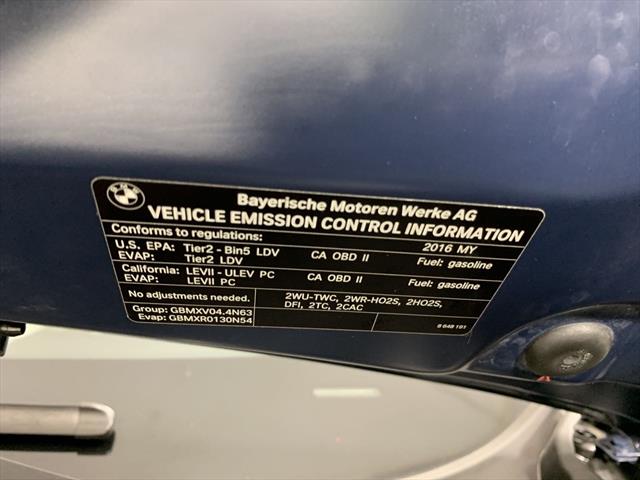 BMW
Bayerische Motoren Werke AG
VEHICLE EMISSION CONTROL INFORMATION
Conforms to regulations: 2016 MY
U.S. EPA: Tier2 - Bin5 LDV CA OBD II Fuel: gasoline
EVAP: Tier2 LDV
California: LEVII - ULEV PC CA OBD II Fuel: gasoline
EVAP: LEVII PC
No adjustments needed. 2WU-TWC, 2WR-HO2S, 2HO2S,
DFI, 2TC, 2CAC
Group: GBMXV04.4N63
Evap: GBMXR0130N54 8 648 191